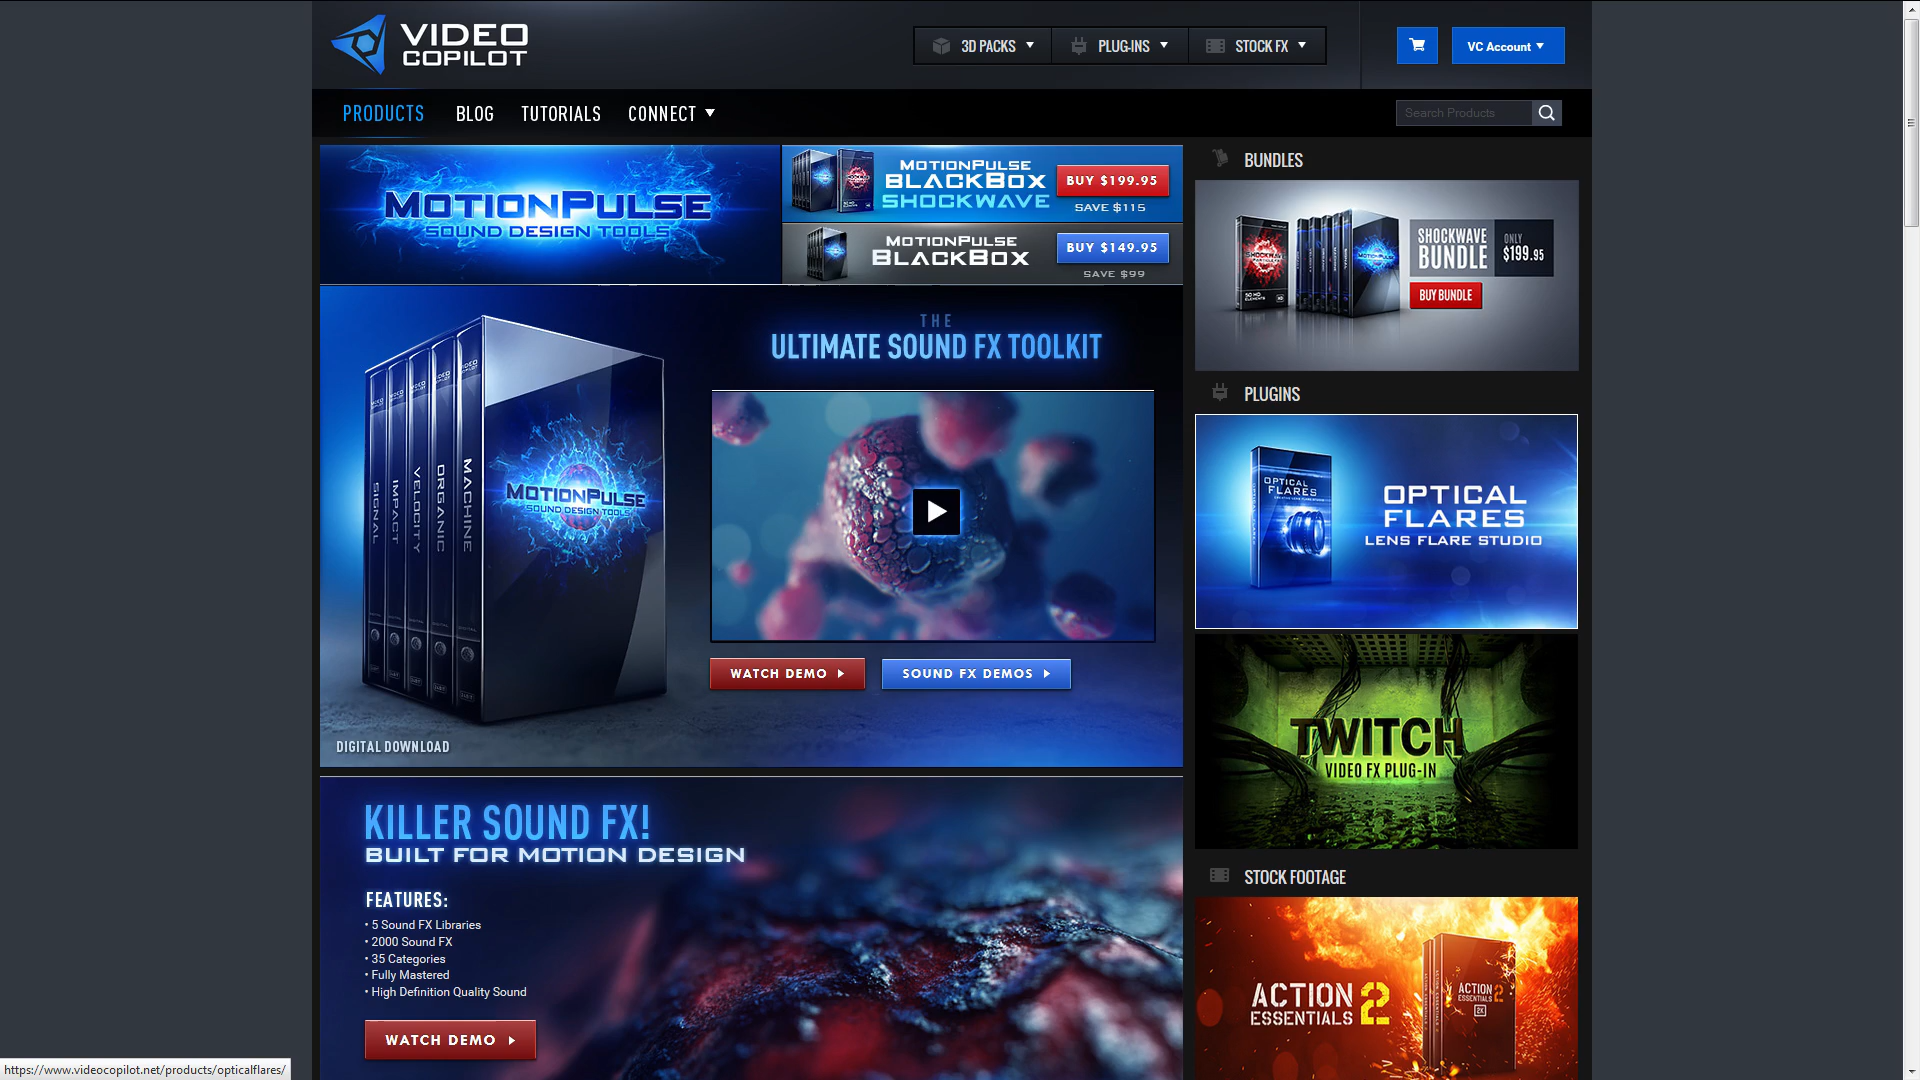 VIDEO
COPILOT
3D PACKS
PLUG-INS
STOCK FX
VC Account
PRODUCTS
BLOG
TUTORIALS
CONNECT
Search Products
MOTIONPULSE
SOUND DESIGN TOOLS
MOTIONPULSE
BLACKBOX
SHOCKWAVE
BUY $199.95
SAVE $115
MOTIONPULSE
BLACKBOX
BUY $149.95
SAVE $99
THE
ULTIMATE SOUND FX TOOLKIT
SIGNAL
IMPACT
VELOCITY
ORGANIC
MACHINE
MOTIONPULSE
SOUND DESIGN TOOLS
WATCH DEMO
SOUND FX DEMOS
DIGITAL DOWNLOAD
KILLER SOUND FX!
BUILT FOR MOTION DESIGN
FEATURES:
• 5 Sound FX Libraries
• 2000 Sound FX
• 35 Categories
• Fully Mastered
• High Definition Quality Sound
WATCH DEMO
BUNDLES
SHOCKWAVE
BUNDLE
ONLY
$199.95
BUY BUNDLE
PLUGINS
OPTICAL
FLARES
OPTICAL
FLARES
LENS FLARE STUDIO
TWITCH
VIDEO FX PLUG-IN
STOCK FOOTAGE
ACTION
ESSENTIALS 2
ACTION
ESSENTIALS 2
2K
https://www.videocopilot.net/products/opticalflares/